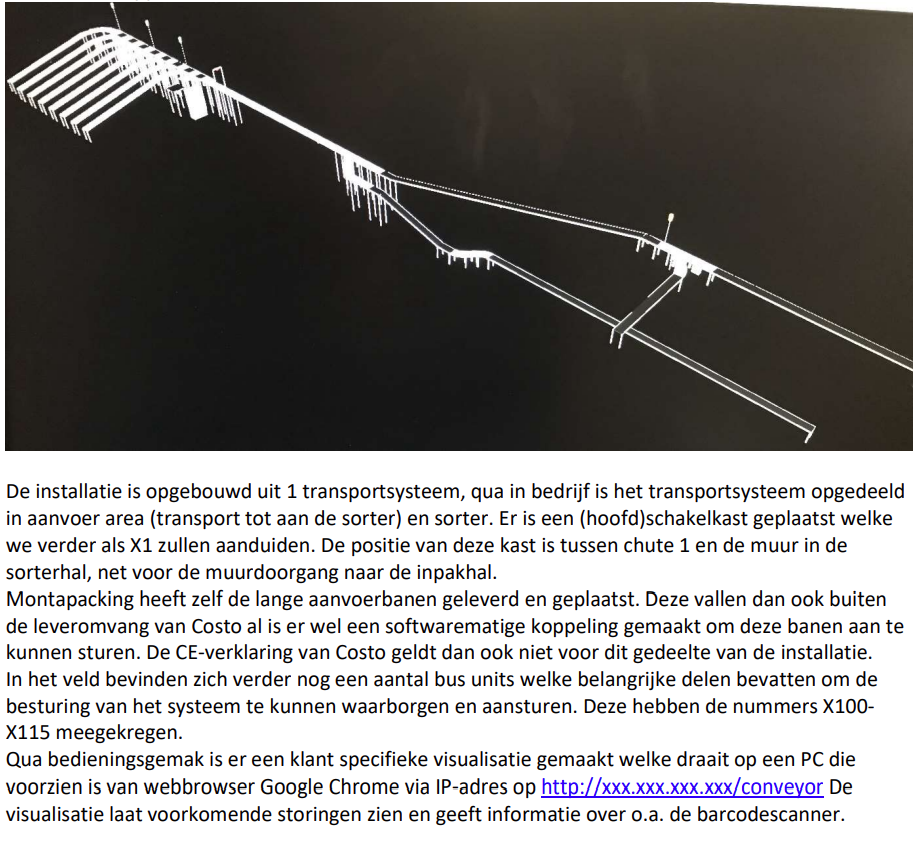 De installatie is opgebouwd uit 1 transportsysteem, qua in bedrijf is het transportsysteem opgedeeld
in aanvoer area (transport tot aan de sorter) en sorter. Er is een (hoofd)schakelkast geplaatst welke
we verder als X1 zullen aanduiden. De positie van deze kast is tussen chute 1 en de muur in de
sorterhal, net voor de muurdoorgang naar de inpakhal.
Montapacking heeft zelf de lange aanvoerbanen geleverd en geplaatst. Deze vallen dan ook buiten
de leveromvang van Costo al is er wel een softwarematige koppeling gemaakt om deze banen aan te
kunnen sturen. De CE-verklaring van Costo geldt dan ook niet voor dit gedeelte van de installatie.
In het veld bevinden zich verder nog een aantal bus units welke belangrijke delen bevatten om de
besturing van het systeem te kunnen waarborgen en aansturen. Deze hebben de nummers X100-
X115 meegekregen.
Qua bedieningsgemak is er een klant specifieke visualisatie gemaakt welke draait op een PC die
voorzien is van webbrowser Google Chrome via IP-adres op http://xxx.xxx.xxx.xxx/conveyor De
visualisatie laat voorkomende storingen zien en geeft informatie over o.a. de barcodescanner.